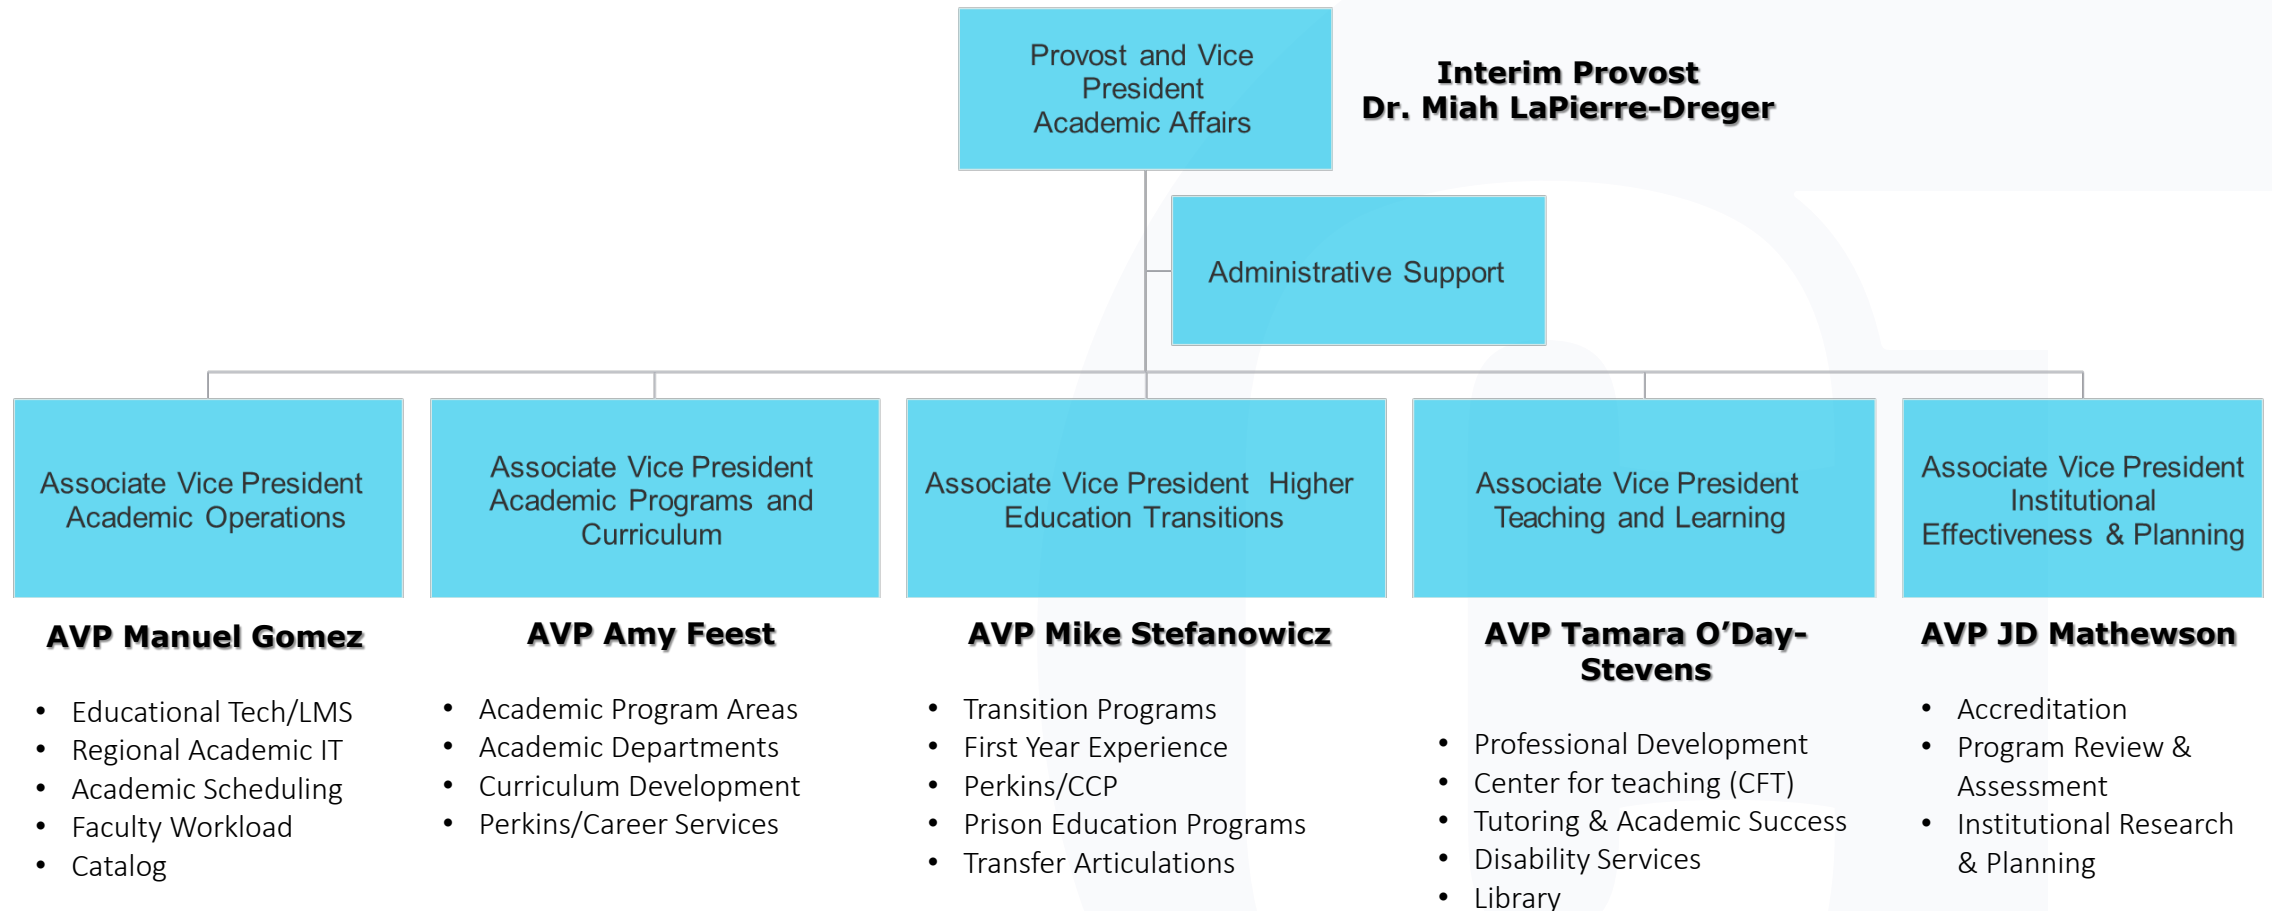 Provost and Vice
President
Academic Affairs
Interim Provost
Dr. Miah LaPierre-Dreger
Administrative Support
Associate Vice President
Academic Operations
AVP Manuel Gomez
• Educational Tech/LMS
• Regional Academic IT
• Academic Scheduling
• Faculty Workload
• Catalog
Associate Vice President
Academic Programs and
Curriculum
AVP Amy Feest
• Academic Program Areas
• Academic Departments
• Curriculum Development
• Perkins/Career Services
Associate Vice President Higher
Education Transitions
AVP Mike Stefanowicz
• Transition Programs
• First Year Experience
• Perkins/CCP
• Prison Education Programs
• Transfer Articulations
Associate Vice President
Teaching and Learning
AVP Tamara O’Day-
Stevens
• Professional Development
• Center for teaching (CFT)
• Tutoring & Academic Success
• Disability Services
• Library
Associate Vice President
Institutional
Effectiveness & Planning
AVP JD Mathewson
• Accreditation
• Program Review &
Assessment
• Institutional Research
& Planning